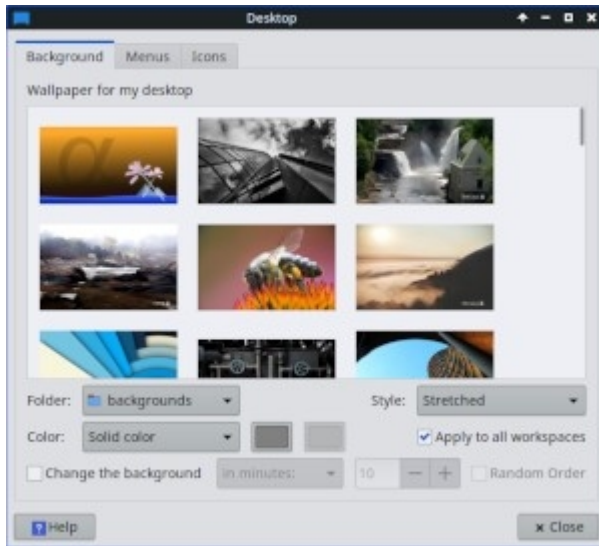 Desktop
Background Menus Icons
Wallpaper for my desktop
α
Folder: backgrounds Style: Stretched
Color: Solid color Apply to all workspaces
Change the background in minutes: 10 Random Order
? Help × Close